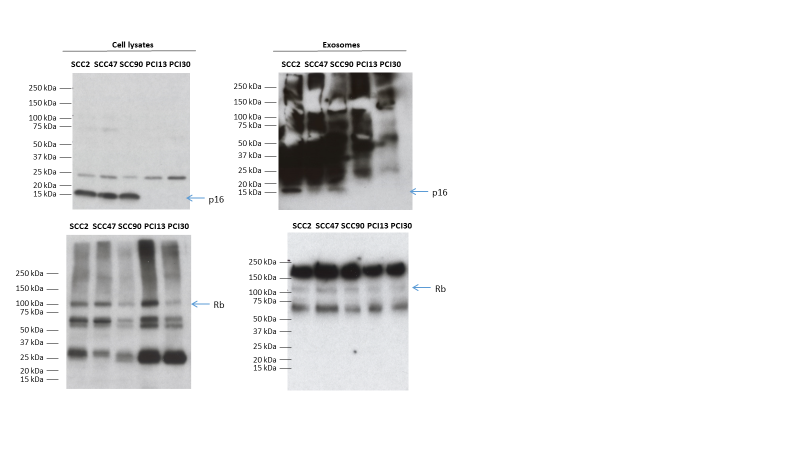 Cell lysates
SCC2 SCC47 SCC90 PCI13 PCI30
250 kDa
150 kDa
100 kDa
75 kDa
50 kDa
37 kDa
25 kDa
20 kDa
15 kDa
p16
Exosomes
SCC2 SCC47 SCC90 PCI13 PCI30
250 kDa
150 kDa
100 kDa
75 kDa
50 kDa
37 kDa
25 kDa
20 kDa
15 kDa
p16
SCC2 SCC47 SCC90 PCI13 PCI30
250 kDa
150 kDa
100 kDa
75 kDa
50 kDa
37 kDa
25 kDa
20 kDa
15 kDa
Rb
SCC2 SCC47 SCC90 PCI13 PCI30
250 kDa
150 kDa
100 kDa
75 kDa
50 kDa
37 kDa
25 kDa
20 kDa
15 kDa
Rb